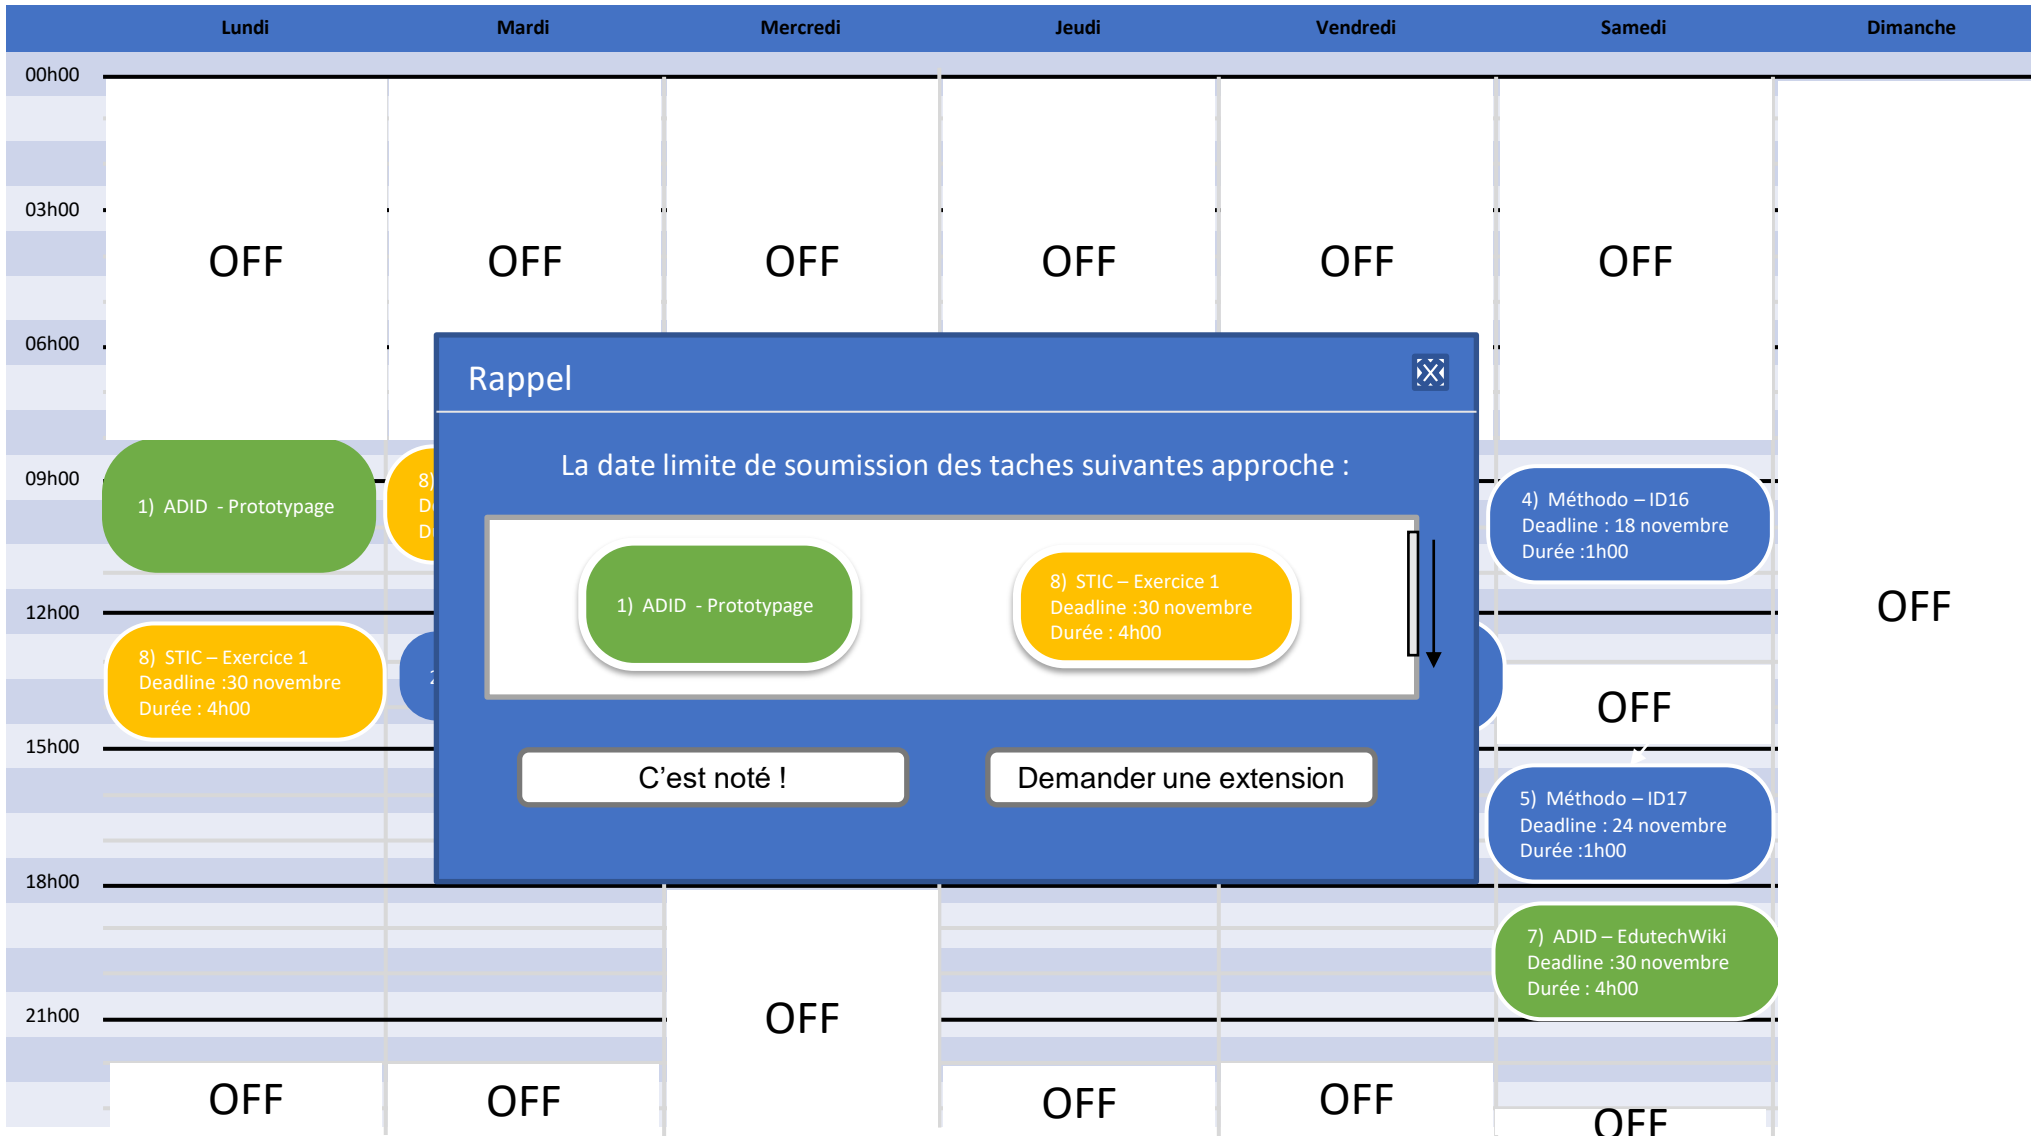 Lundi
Mardi
Mercredi
Jeudi
Vendredi
Samedi
Dimanche
00h00
03h00
OFF
OFF
OFF
OFF
OFF
OFF
06h00
Rappel
X
La date limite de soumission des taches suivantes approche :
09h00
1) ADID - Prototypage
8)
4) Méthodo – ID16
Deadline : 18 novembre
Durée :1h00
1) ADID - Prototypage
8) STIC – Exercice 1
Deadline :30 novembre
Durée : 4h00
12h00
OFF
8) STIC – Exercice 1
Deadline :30 novembre
Durée : 4h00
2
OFF
15h00
C’est noté !
Demander une extension
5) Méthodo – ID17
Deadline : 24 novembre
Durée :1h00
18h00
7) ADID – EdutechWiki
Deadline :30 novembre
Durée : 4h00
21h00
OFF
OFF
OFF
OFF
OFF
OFF